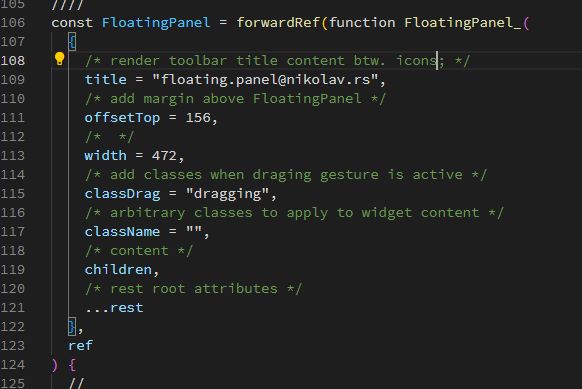 105 ////
106 const FloatingPanel = forwardRef(function FloatingPanel_(
107 {
108 /* render toolbar title content btw. icons; */
109 title = "floating.panel@nikolav.rs",
110 /* add margin above FloatingPanel */
111 offsetTop = 156,
112 /*  */
113 width = 472,
114 /* add classes when draging gesture is active */
115 classDrag = "dragging",
116 /* arbitrary classes to apply to widget content */
117 className = "",
118 /* content */
119 children,
120 /* rest root attributes */
121 ...rest
122 },
123 ref
124 ) {
125 //